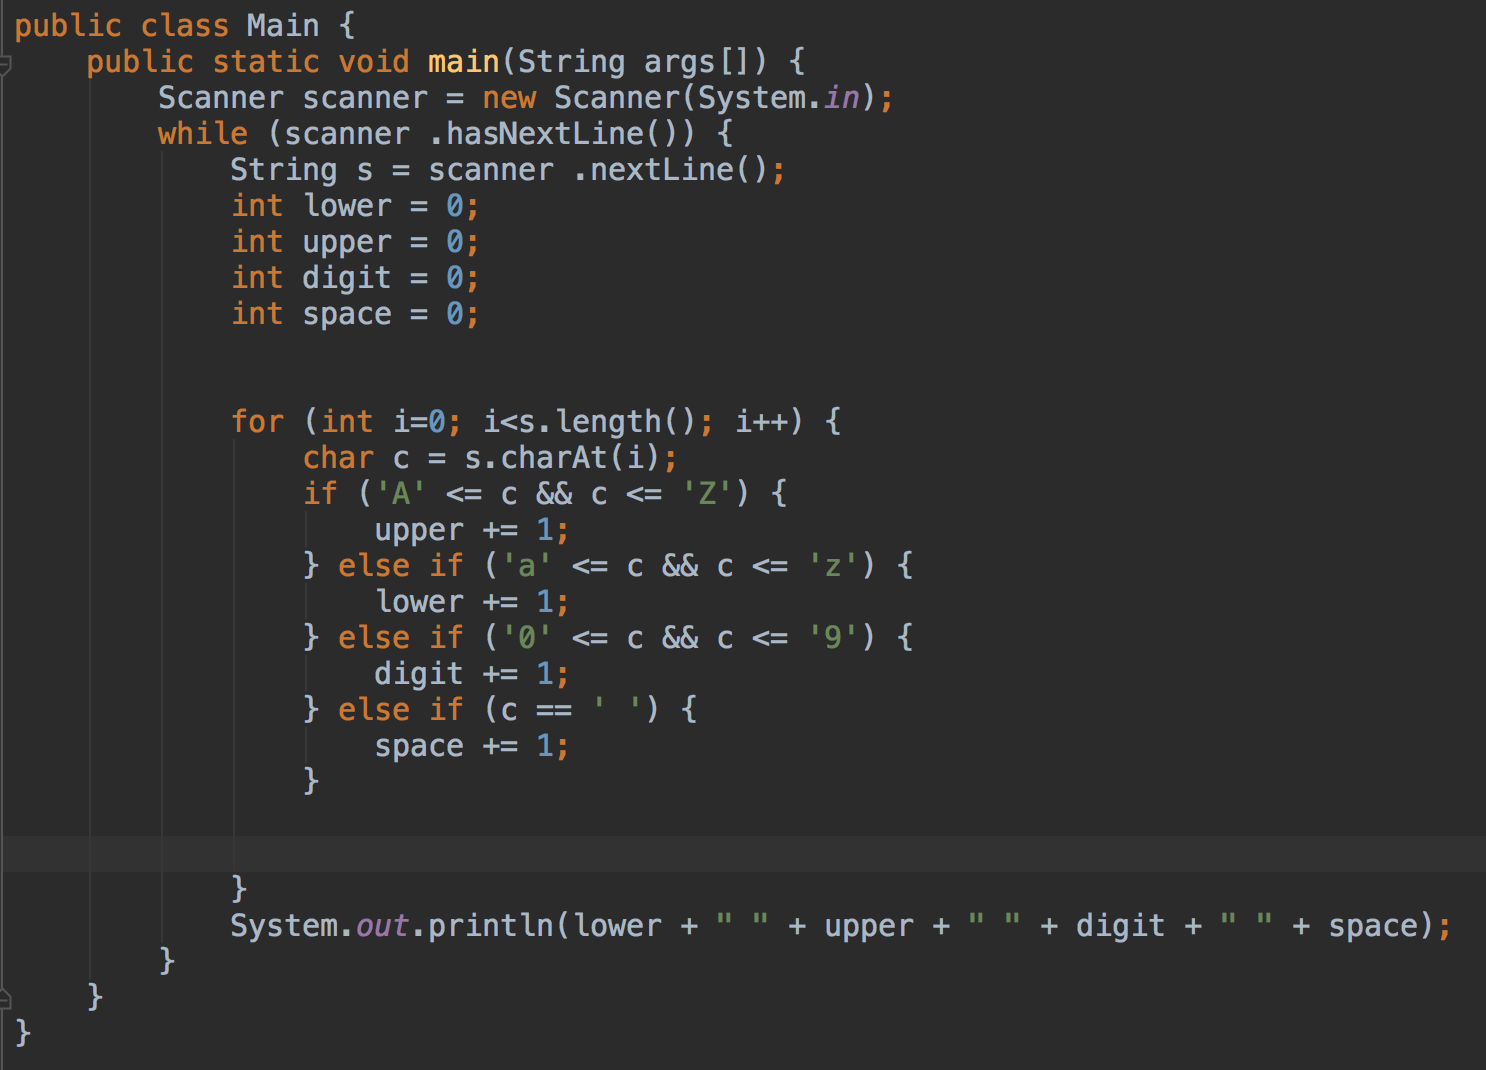 public class Main {
    public static void main(String args[]) {
        Scanner scanner = new Scanner(System.in);
        while (scanner .hasNextLine()) {
            String s = scanner .nextLine();
            int lower = 0;
            int upper = 0;
            int digit = 0;
            int space = 0;
            for (int i=0; i<s.length(); i++) {
                char c = s.charAt(i);
                if ('A' <= c && c <= 'Z') {
                    upper += 1;
                } else if ('a' <= c && c <= 'z') {
                    lower += 1;
                } else if ('0' <= c && c <= '9') {
                    digit += 1;
                } else if (c == ' ') {
                    space += 1;
                }
            }
            System.out.println(lower + " " + upper + " " + digit + " " + space);
        }
    }
}